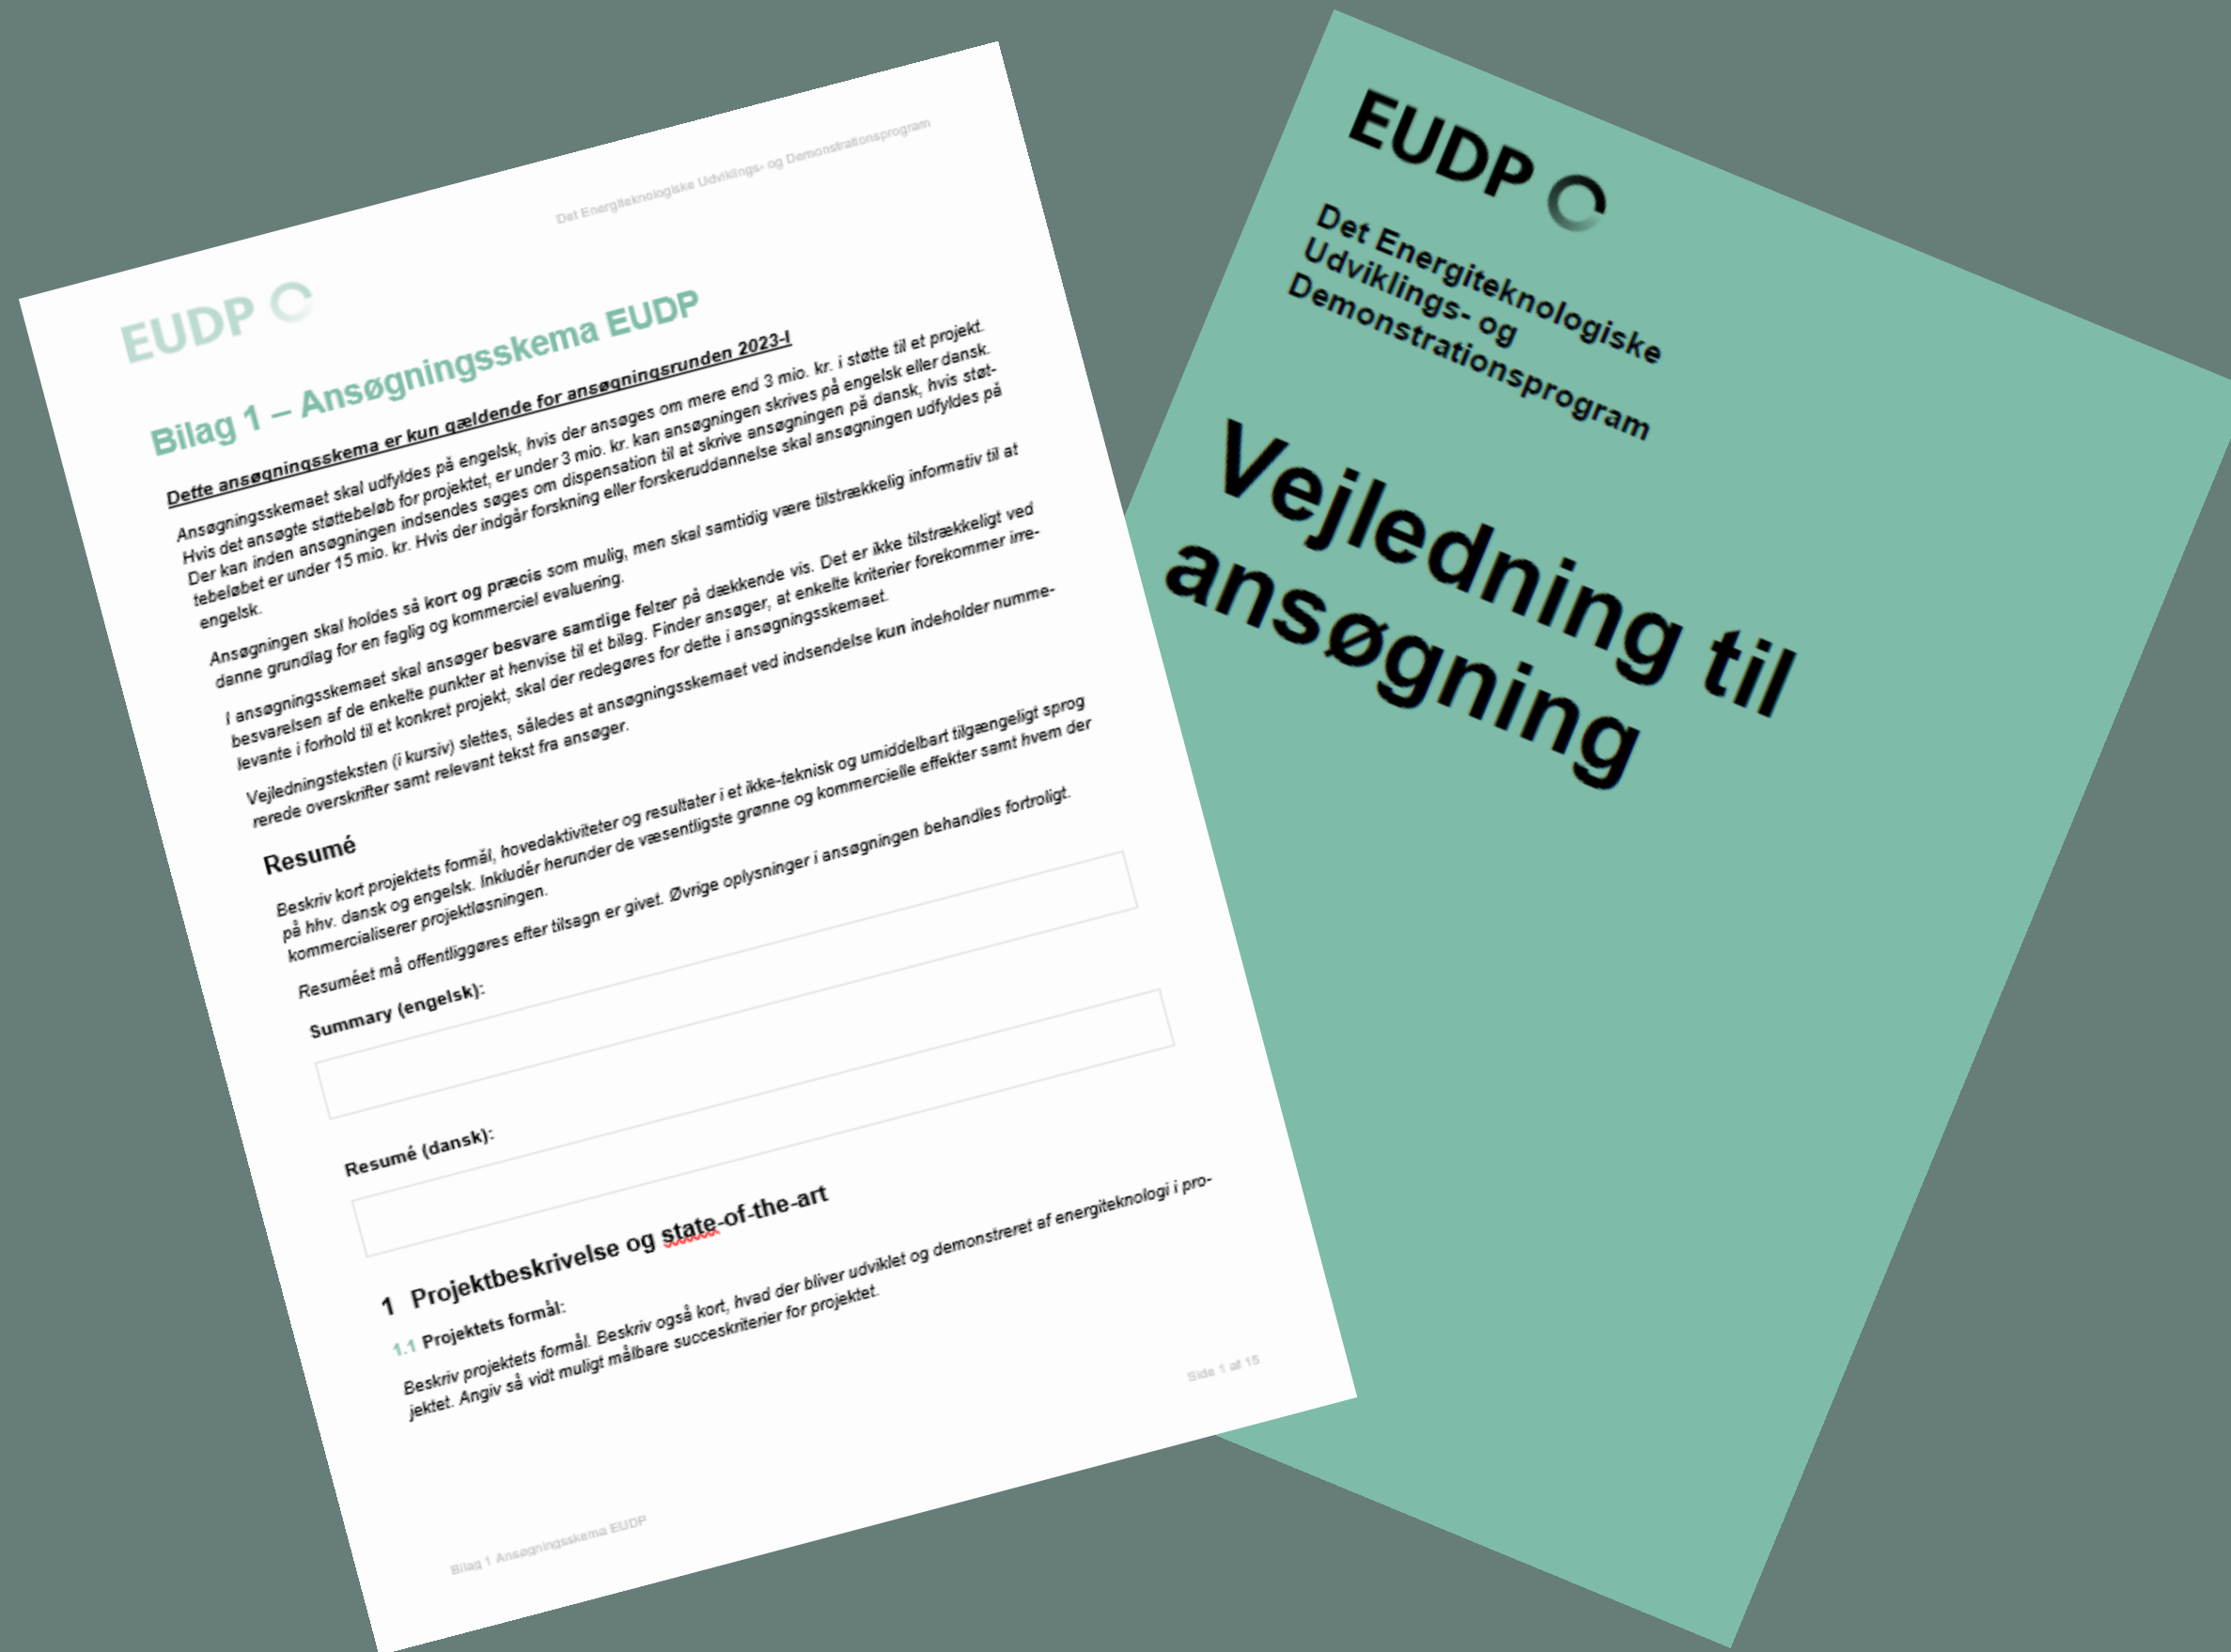 Det Energiteknologiske Udviklings- og Demonstrationsprogram
EUDP
Bilag 1 – Ansøgningsskema EUDP
Dette ansøgningsskema er kun gældende for ansøgningsrunden 2023-I
Ansøgningsskemaet skal udfyldes på engelsk, hvis der ansøges om mere end 3 mio. kr. i støtte til et projekt.
Hvis det ansøgte støttebeløb for projektet, er under 3 mio. kr. kan ansøgningen skrives på engelsk eller dansk.
Der kan inden ansøgningen indsendes søges om dispensation til at skrive ansøgningen på dansk, hvis støt-
tebeløbet er under 15 mio. kr. Hvis der indgår forskning eller forskeruddannelse skal ansøgningen udfyldes på
engelsk.
Ansøgningen skal holdes så kort og præcis som mulig, men skal samtidig være tilstrækkelig informativ til at
danne grundlag for en faglig og kommerciel evaluering.
I ansøgningsskemaet skal ansøger besvare samtlige felter på dækkende vis. Det er ikke tilstrækkeligt ved
besvarelsen af de enkelte punkter at henvise til et bilag. Finder ansøger, at enkelte kriterier forekommer irre-
levante i forhold til et konkret projekt, skal der redegøres for dette i ansøgningsskemaet.
Vejledningsteksten (i kursiv) slettes, således at ansøgningsskemaet ved indsendelse kun indeholder numme-
rerede overskrifter samt relevant tekst fra ansøger.
Resumé
Beskriv kort projektets formål, hovedaktiviteter og resultater i et ikke-teknisk og umiddelbart tilgængeligt sprog
på hhv. dansk og engelsk. Inkludér herunder de væsentligste grønne og kommercielle effekter samt hvem der
kommercialiserer projektløsningen.
Resuméet må offentliggøres efter tilsagn er givet. Øvrige oplysninger i ansøgningen behandles fortroligt.
Summary (engelsk):
Resumé (dansk):
1 Projektbeskrivelse og state-of-the-art
1.1 Projektets formål:
Beskriv projektets formål. Beskriv også kort, hvad der bliver udviklet og demonstreret af energiteknologi i pro-
jektet. Angiv så vidt muligt målbare succeskriterier for projektet.
Side 1 af 15
Bilag 1 Ansøgningsskema EUDP
EUDP
Det Energiteknologiske
Udviklings- og
Demonstrationsprogram
Vejledning til
ansøgning